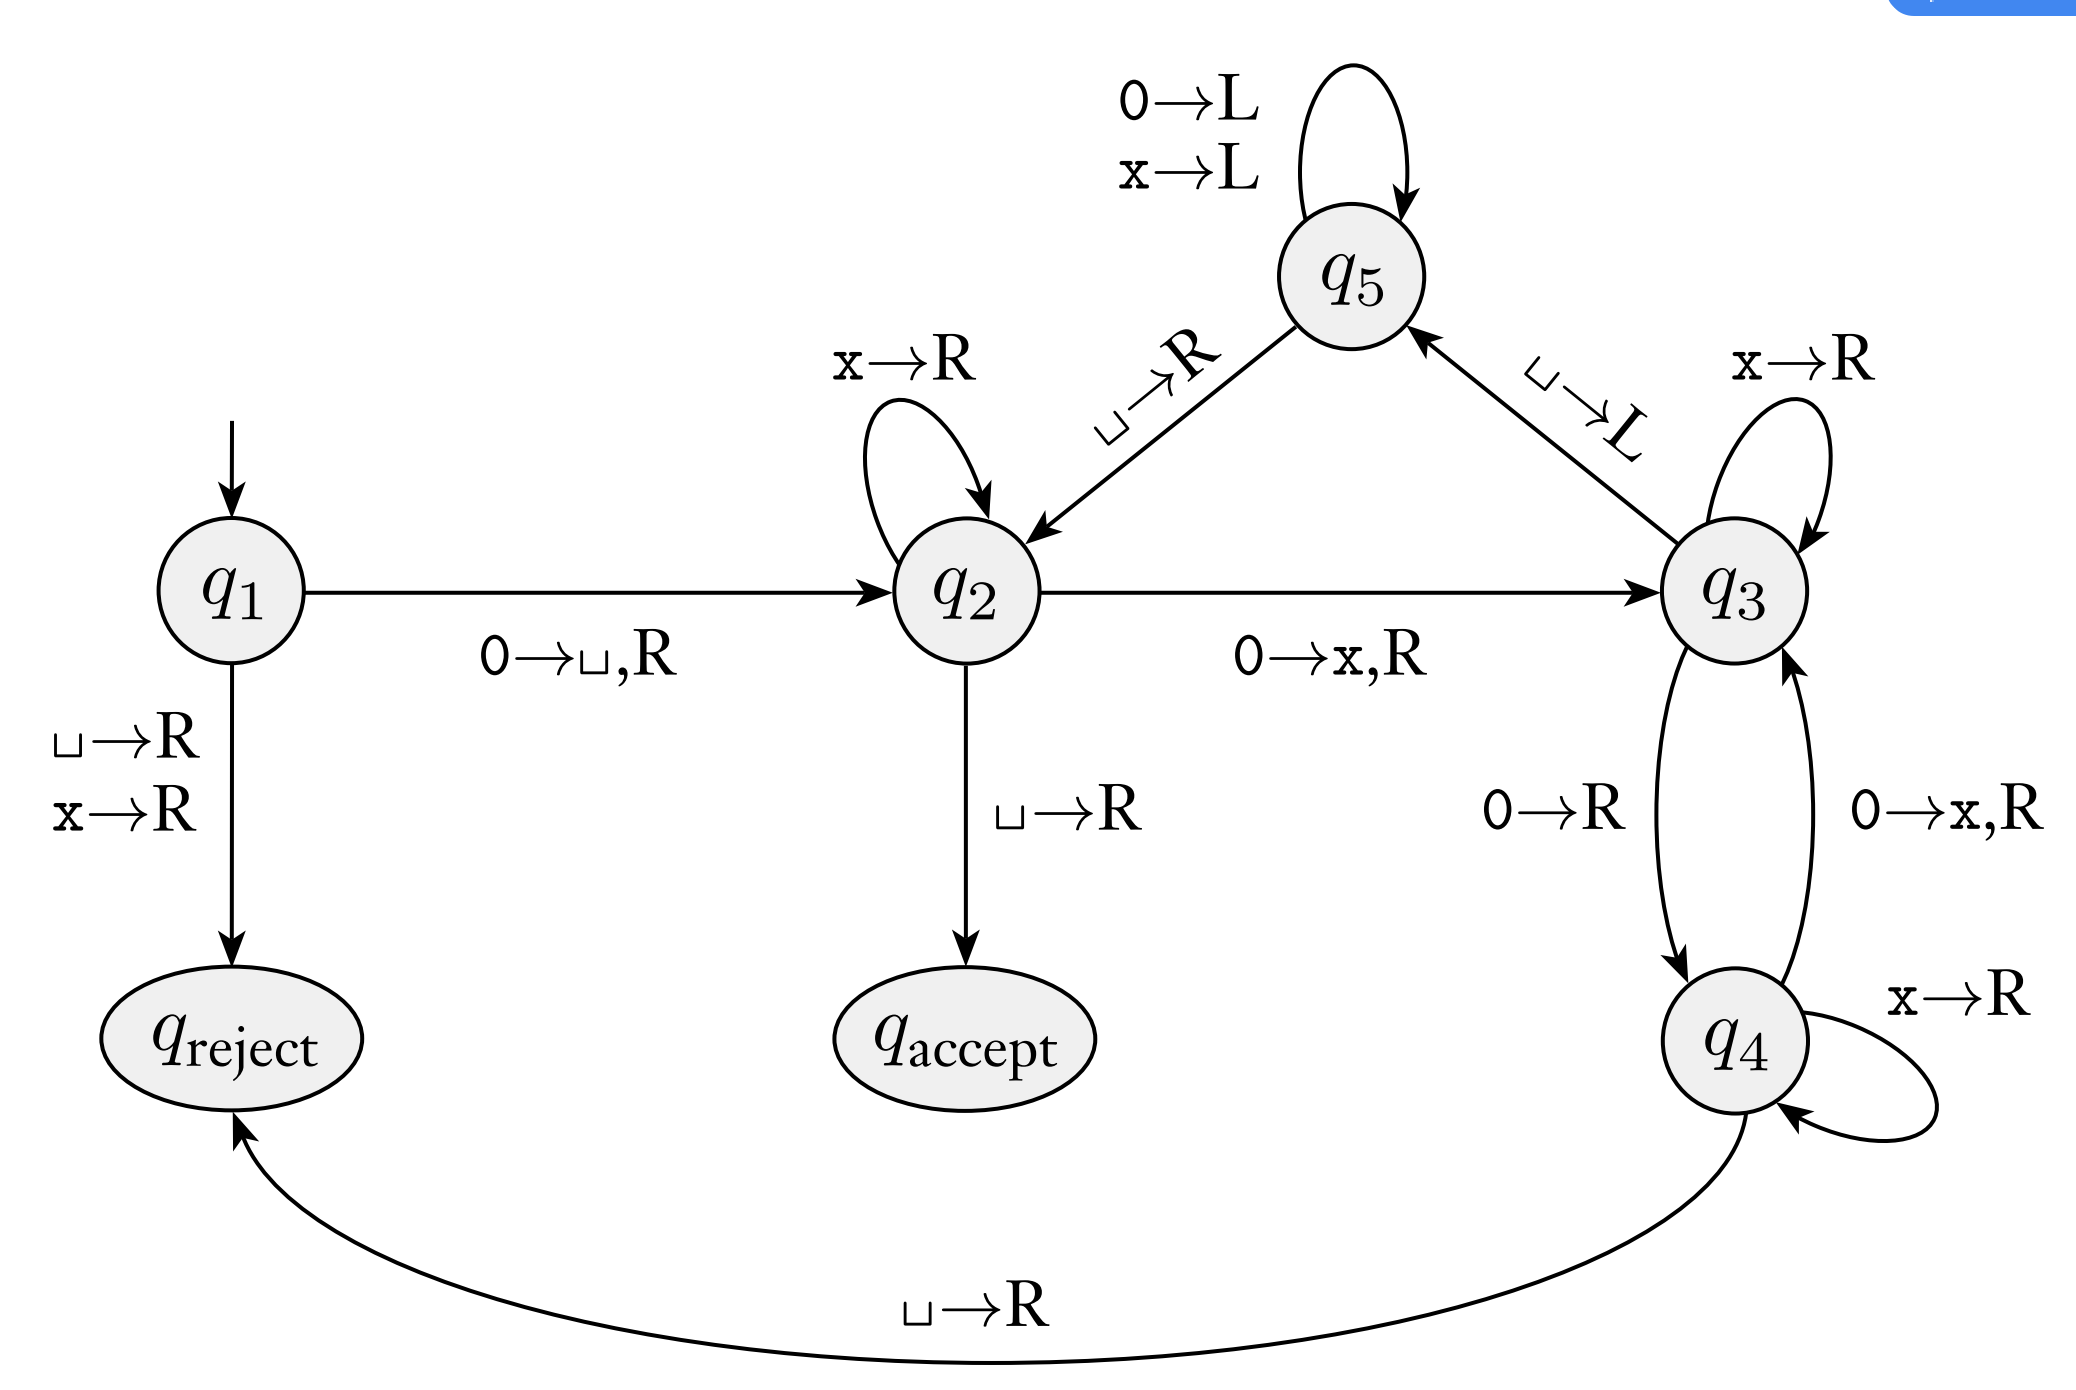 0→L
x→L
q5
x→R
⊔→R
⊔→L
x→R
q1
q2
q3
0→⊔,R
0→x,R
⊔→R
x→R
⊔→R
0→R
0→x,R
qreject
qaccept
q4
x→R
⊔→R